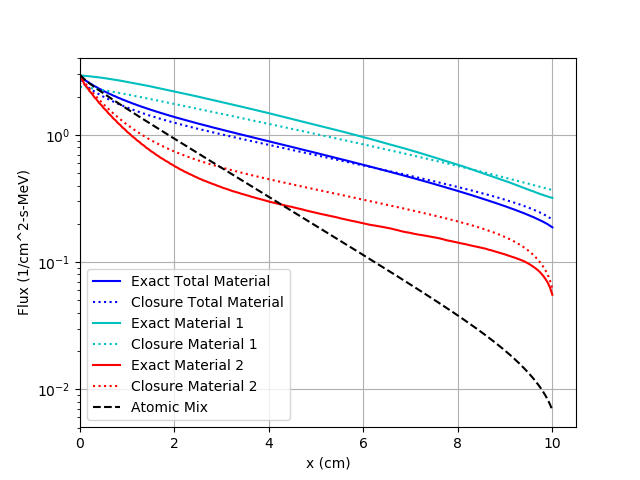 Flux (1/cm^2-s-MeV)
10^0
10^-1
10^-2
Exact Total Material
Closure Total Material
Exact Material 1
Closure Material 1
Exact Material 2
Closure Material 2
Atomic Mix
0 2 4 6 8 10
x (cm)